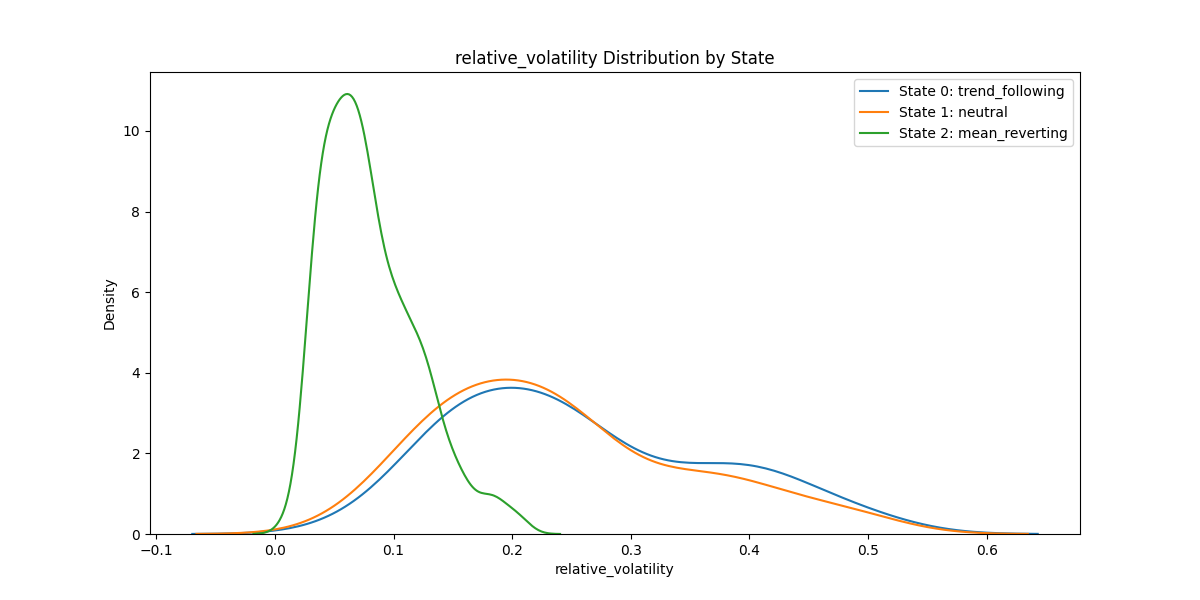 relative_volatility Distribution by State
State 0: trend_following
State 1: neutral
State 2: mean_reverting
Density
10
8
6
4
2
0
−0.1
0.0
0.1
0.2
0.3
0.4
0.5
0.6
relative_volatility